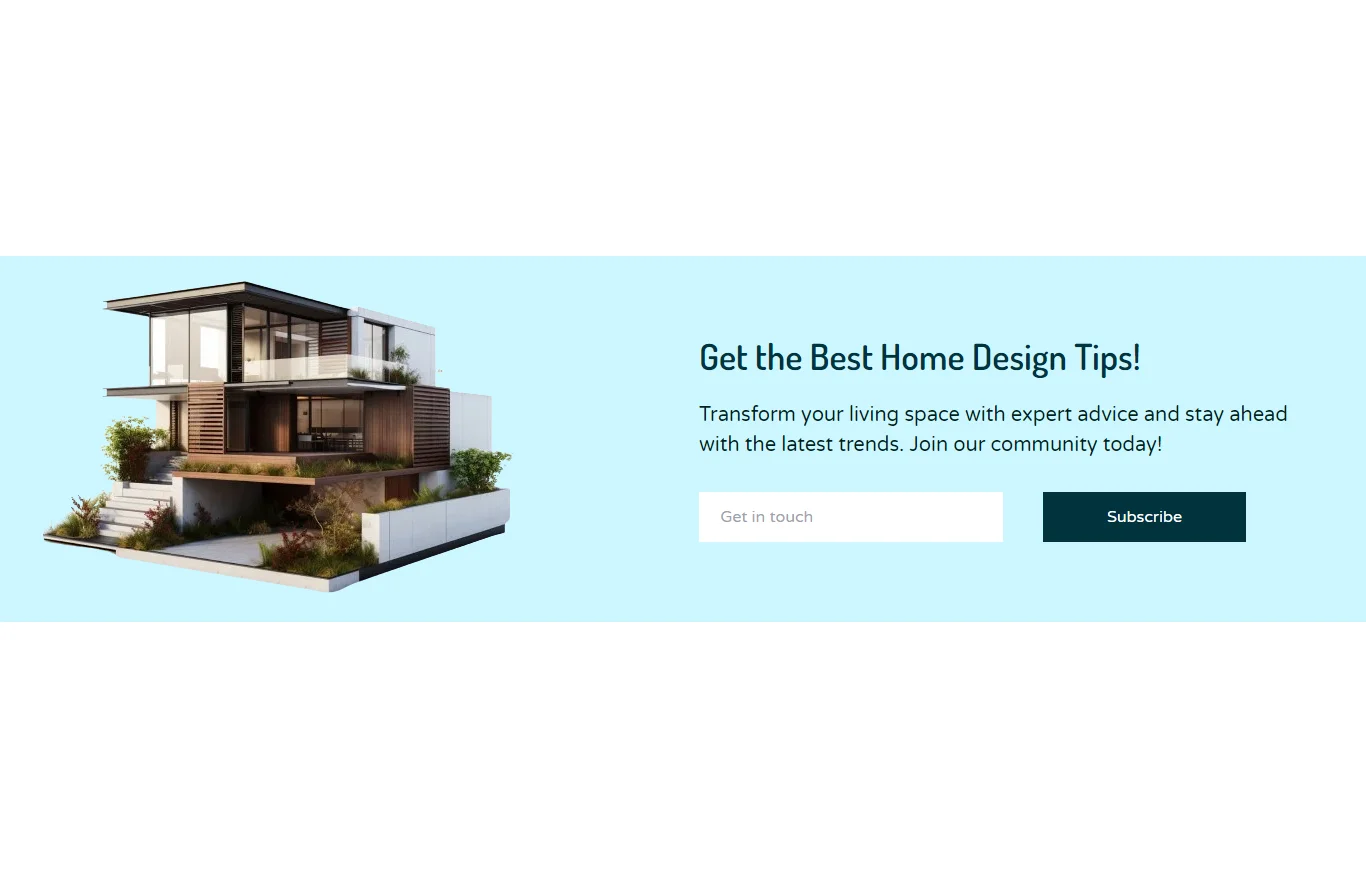 Get the Best Home Design Tips!
Transform your living space with expert advice and stay ahead
with the latest trends. Join our community today!
Get in touch
Subscribe